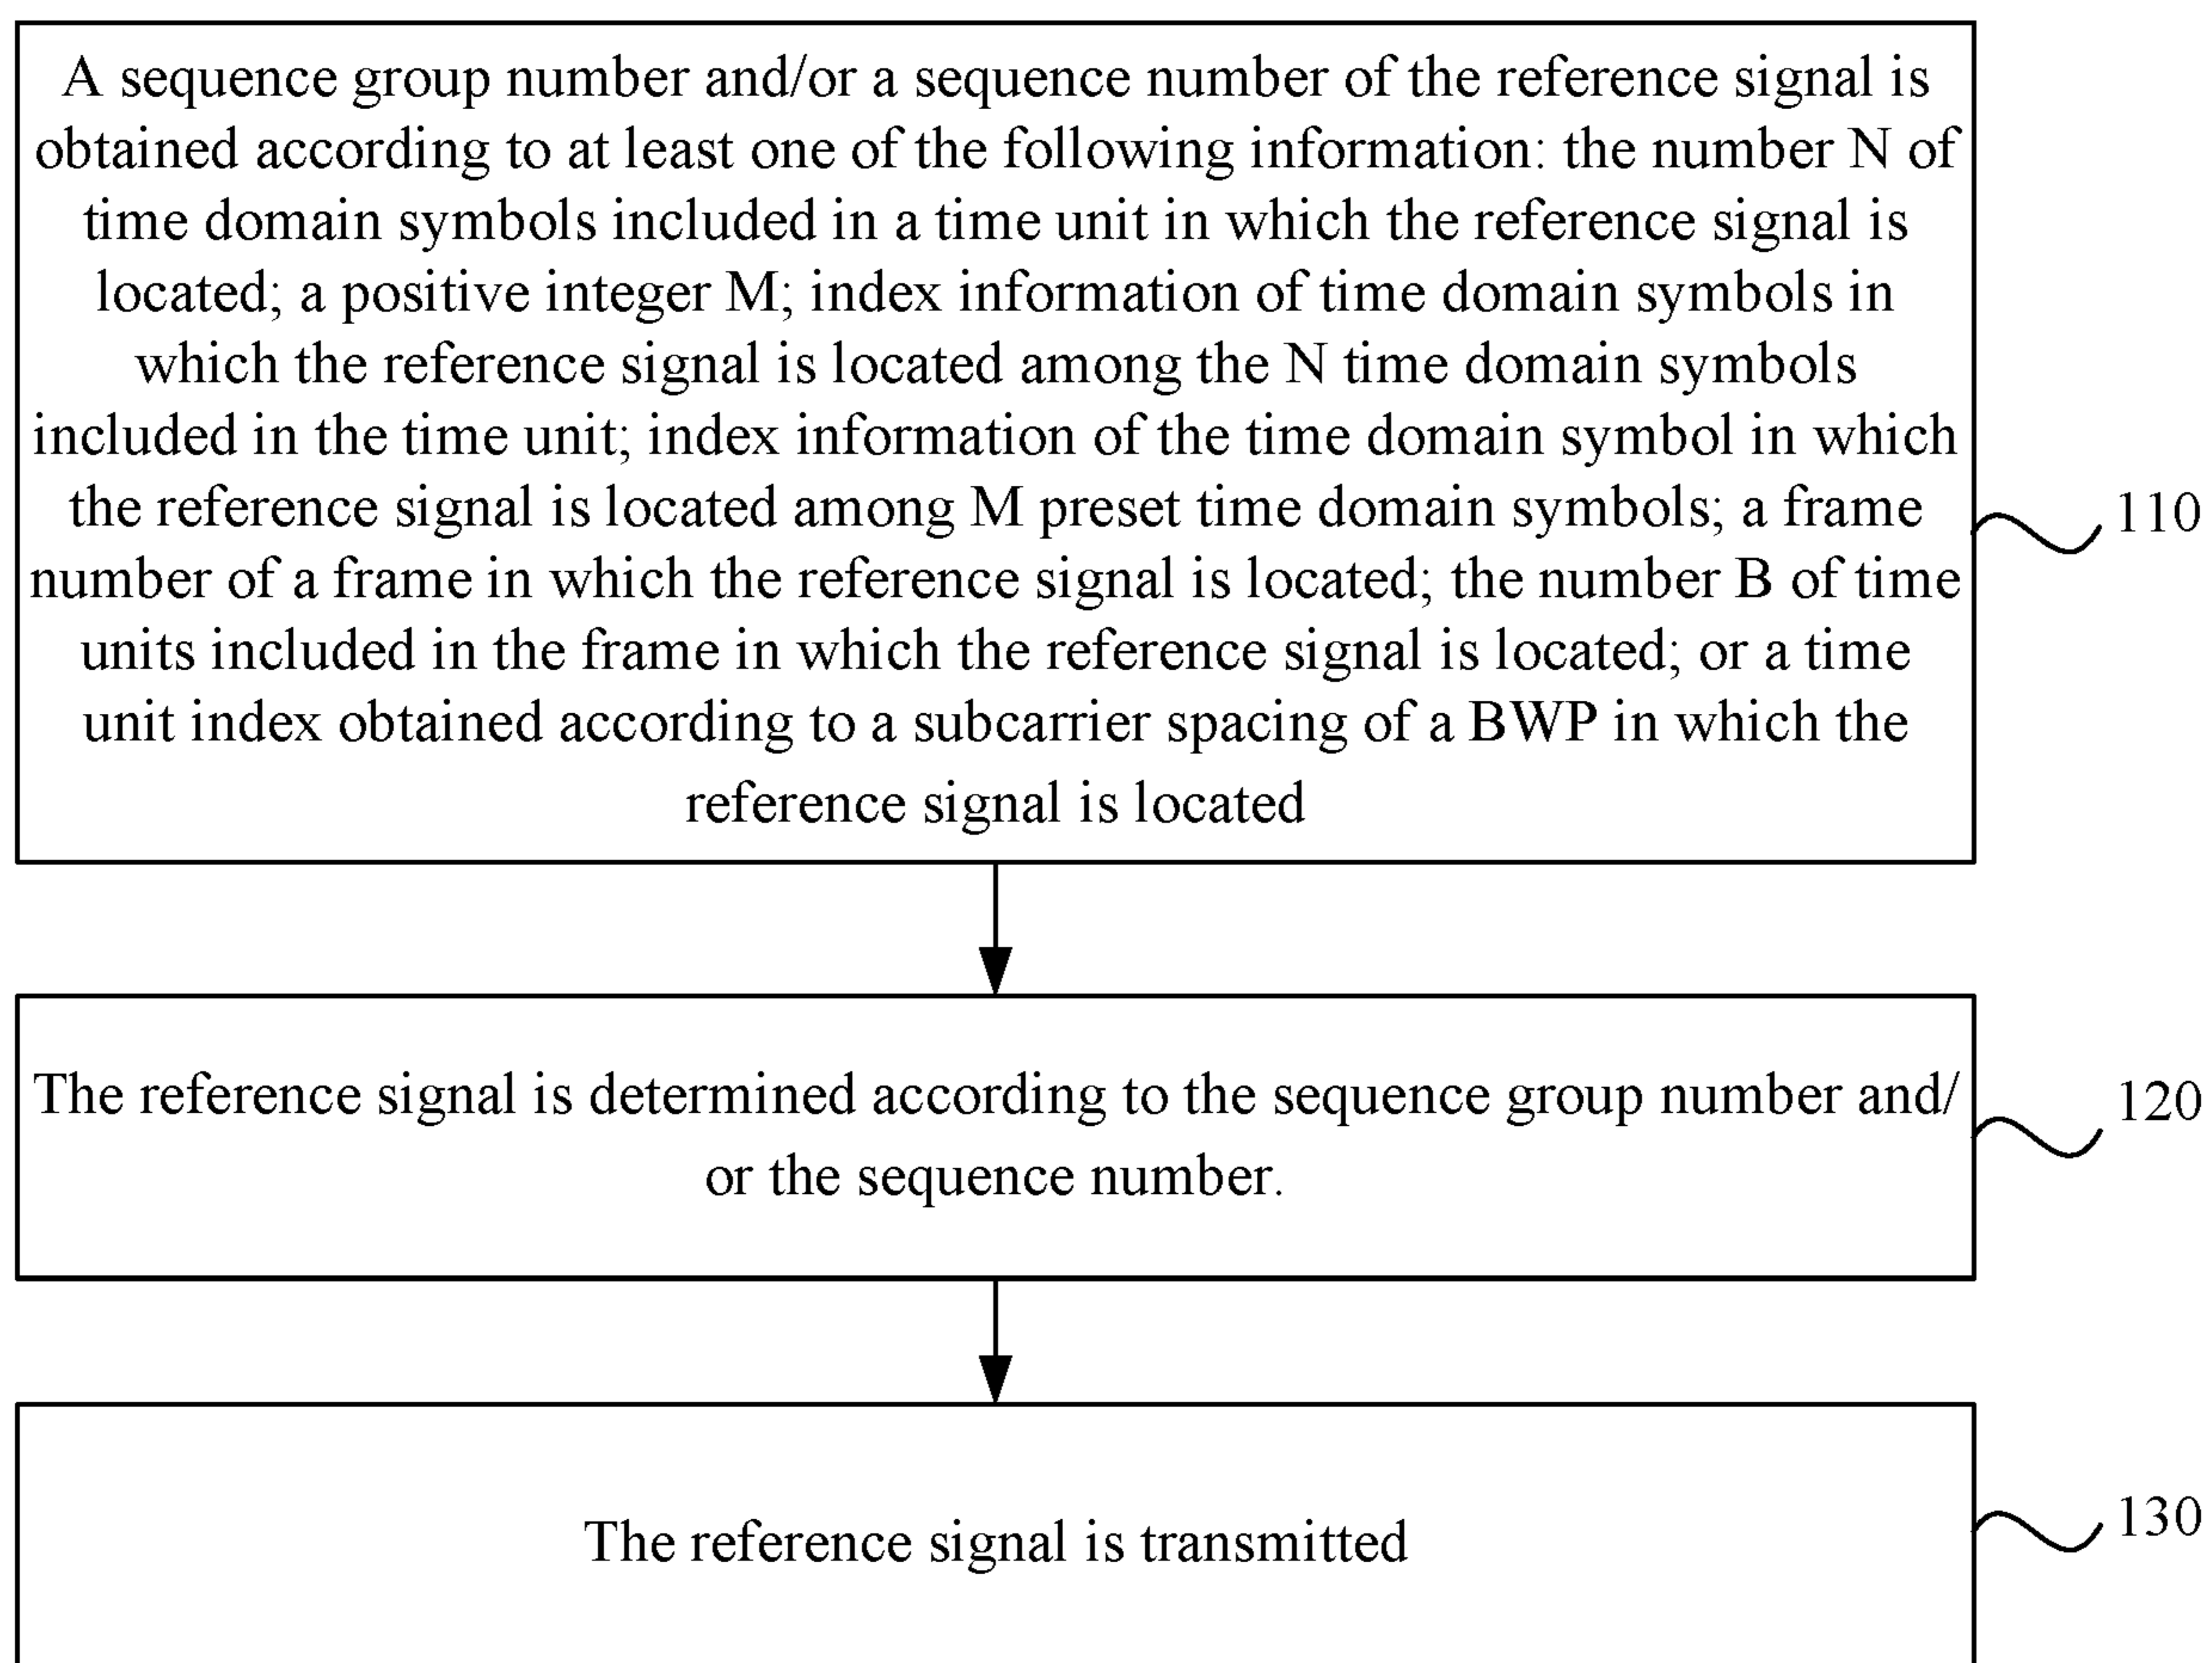 A sequence group number and/or a sequence number of the reference signal is
obtained according to at least one of the following information: the number N of
time domain symbols included in a time unit in which the reference signal is
located; a positive integer M; index information of time domain symbols in
which the reference signal is located among the N time domain symbols
included in the time unit; index information of the time domain symbol in which
the reference signal is located among M preset time domain symbols; a frame
number of a frame in which the reference signal is located; the number B of time
units included in the frame in which the reference signal is located; or a time
unit index obtained according to a subcarrier spacing of a BWP in which the
reference signal is located
110
The reference signal is determined according to the sequence group number and/
or the sequence number.
120
The reference signal is transmitted
130